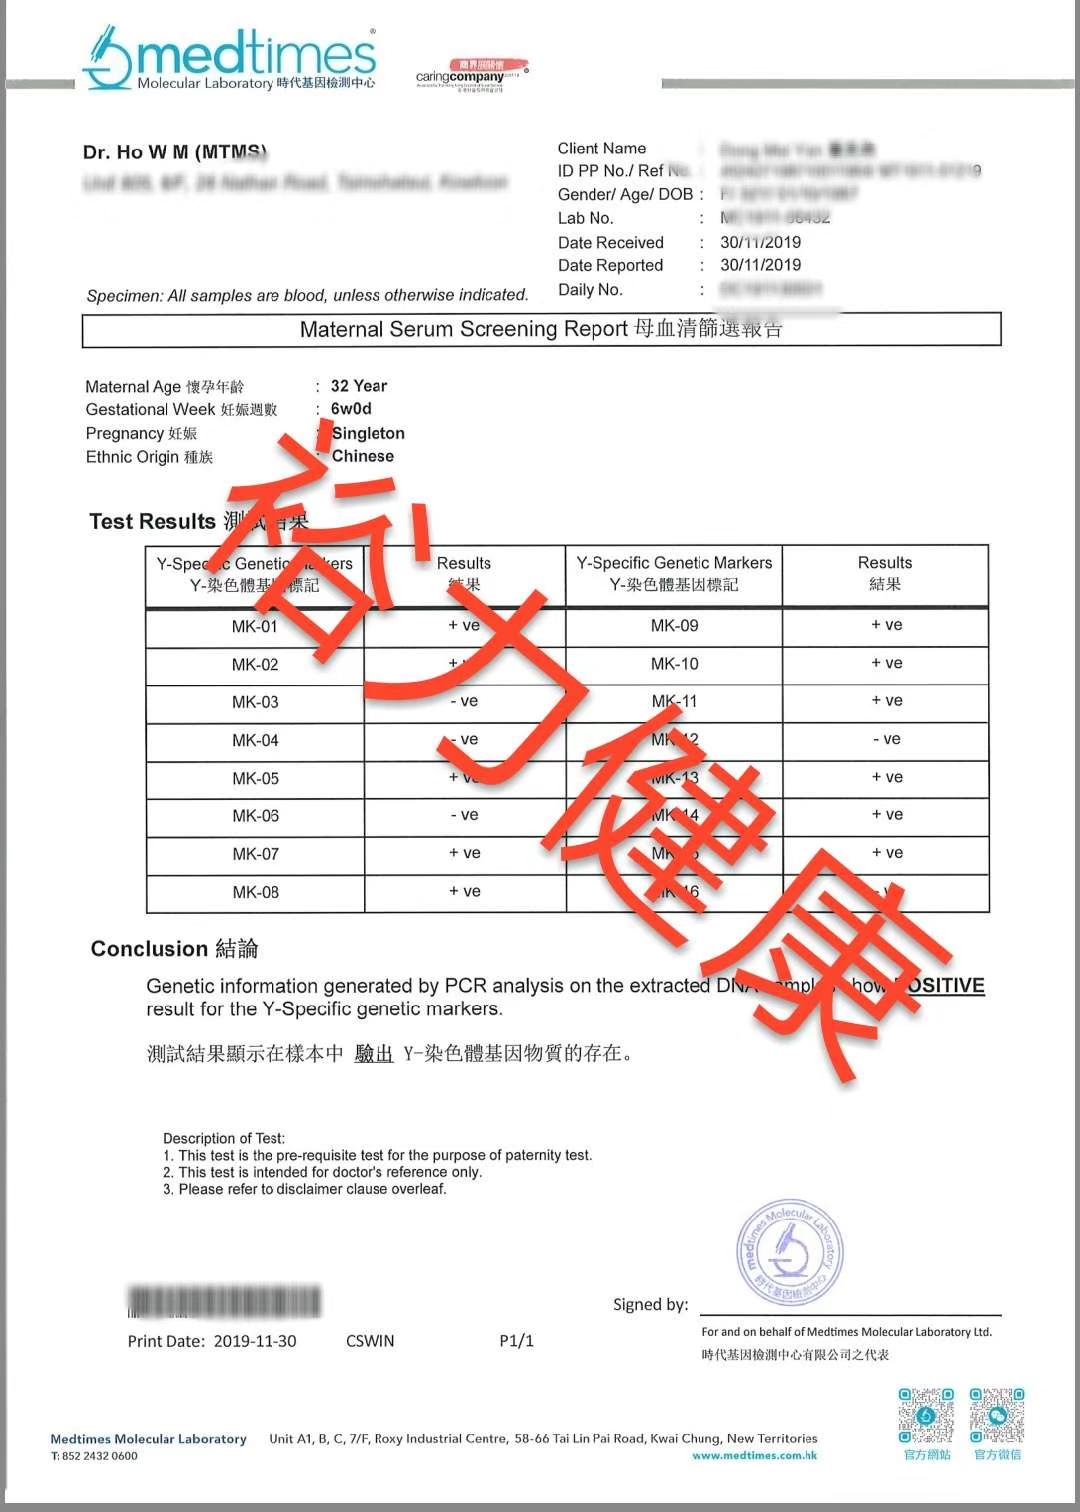 medtimes®
Molecular Laboratory 時代基因檢測中心
商界展關懷
caringcompany
Dr. Ho W M (MTMS)
Client Name :
ID PP No./ Ref No. :
Gender/ Age/ DOB :
Lab No. :
Date Received : 30/11/2019
Date Reported : 30/11/2019
Daily No. :
Specimen: All samples are blood, unless otherwise indicated.
Maternal Serum Screening Report 母血清篩選報告
Maternal Age 懷孕年齡 : 32 Year
Gestational Week 妊娠週數 : 6w0d
Pregnancy 妊娠 : Singleton
Ethnic Origin 種族 : Chinese
裕力健康
Test Results 測試結果
Y-Specific Genetic Markers Results Y-Specific Genetic Markers Results
Y-染色體基因標記 結果 Y-染色體基因標記 結果
MK-01 + ve MK-09 + ve
MK-02 + ve MK-10 + ve
MK-03 - ve MK-11 + ve
MK-04 - ve MK-12 - ve
MK-05 + ve MK-13 + ve
MK-06 - ve MK-14 + ve
MK-07 + ve MK-15 + ve
MK-08 + ve MK-16 - ve
Conclusion 結論
Genetic information generated by PCR analysis on the extracted DNA samples show POSITIVE
result for the Y-Specific genetic markers.
測試結果顯示在樣本中 驗出 Y-染色體基因物質的存在。
Description of Test:
1. This test is the pre-requisite test for the purpose of paternity test.
2. This test is intended for doctor's reference only.
3. Please refer to disclaimer clause overleaf.
medtimes Molecular Laboratory
時代基因檢測中心
Signed by:
For and on behalf of Medtimes Molecular Laboratory Ltd.
時代基因檢測中心有限公司之代表
Print Date: 2019-11-30 CSWIN P1/1
官方網站 官方微信
Medtimes Molecular Laboratory Unit A1, B, C, 7/F, Roxy Industrial Centre, 58-66 Tai Lin Pai Road, Kwai Chung, New Territories
T: 852 2432 0600 www.medtimes.com.hk